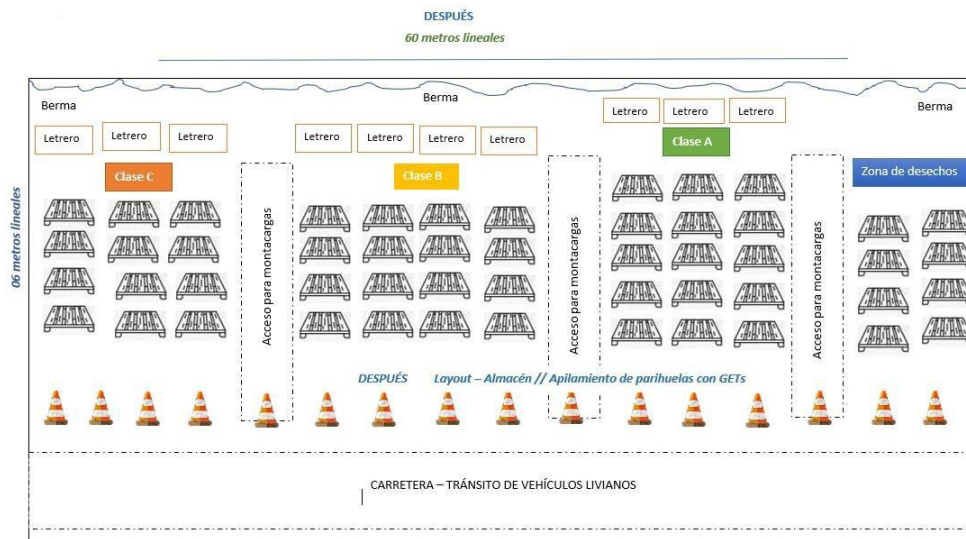 DESPUÉS
60 metros lineales
Berma
Berma
Berma
Letrero
Letrero
Letrero
Letrero
Letrero
Letrero
Letrero
Letrero
Letrero
Letrero
Clase C
Clase B
Clase A
Zona de desechos
06 metros lineales
Acceso para montacargas
Acceso para montacargas
Acceso para montacargas
DESPUÉS Layout – Almacén // Apilamiento de parihuelas con GETs
CARRETERA – TRÁNSITO DE VEHÍCULOS LIVIANOS